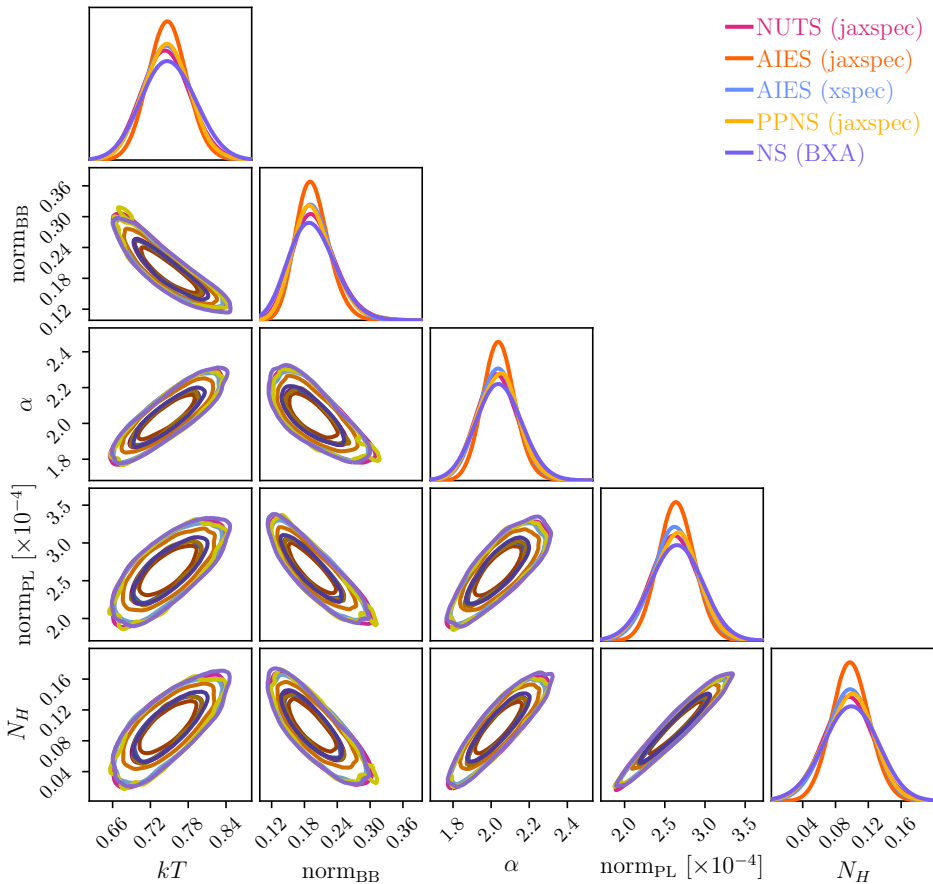 NUTS (jaxspec)
AIES (jaxspec)
AIES (xspec)
PPNS (jaxspec)
NS (BXA)
norm_BB
0.36
0.30
0.24
0.18
0.12
α
2.4
2.2
2.0
1.8
norm_PL [×10⁻⁴]
3.5
3.0
2.5
2.0
N_H
0.16
0.12
0.08
0.04
0.66 0.72 0.78 0.84
0.12 0.18 0.24 0.30 0.36
1.8 2.0 2.2 2.4
2.0 2.5 3.0 3.5
0.04 0.08 0.12 0.16
kT norm_BB α norm_PL [×10⁻⁴] N_H